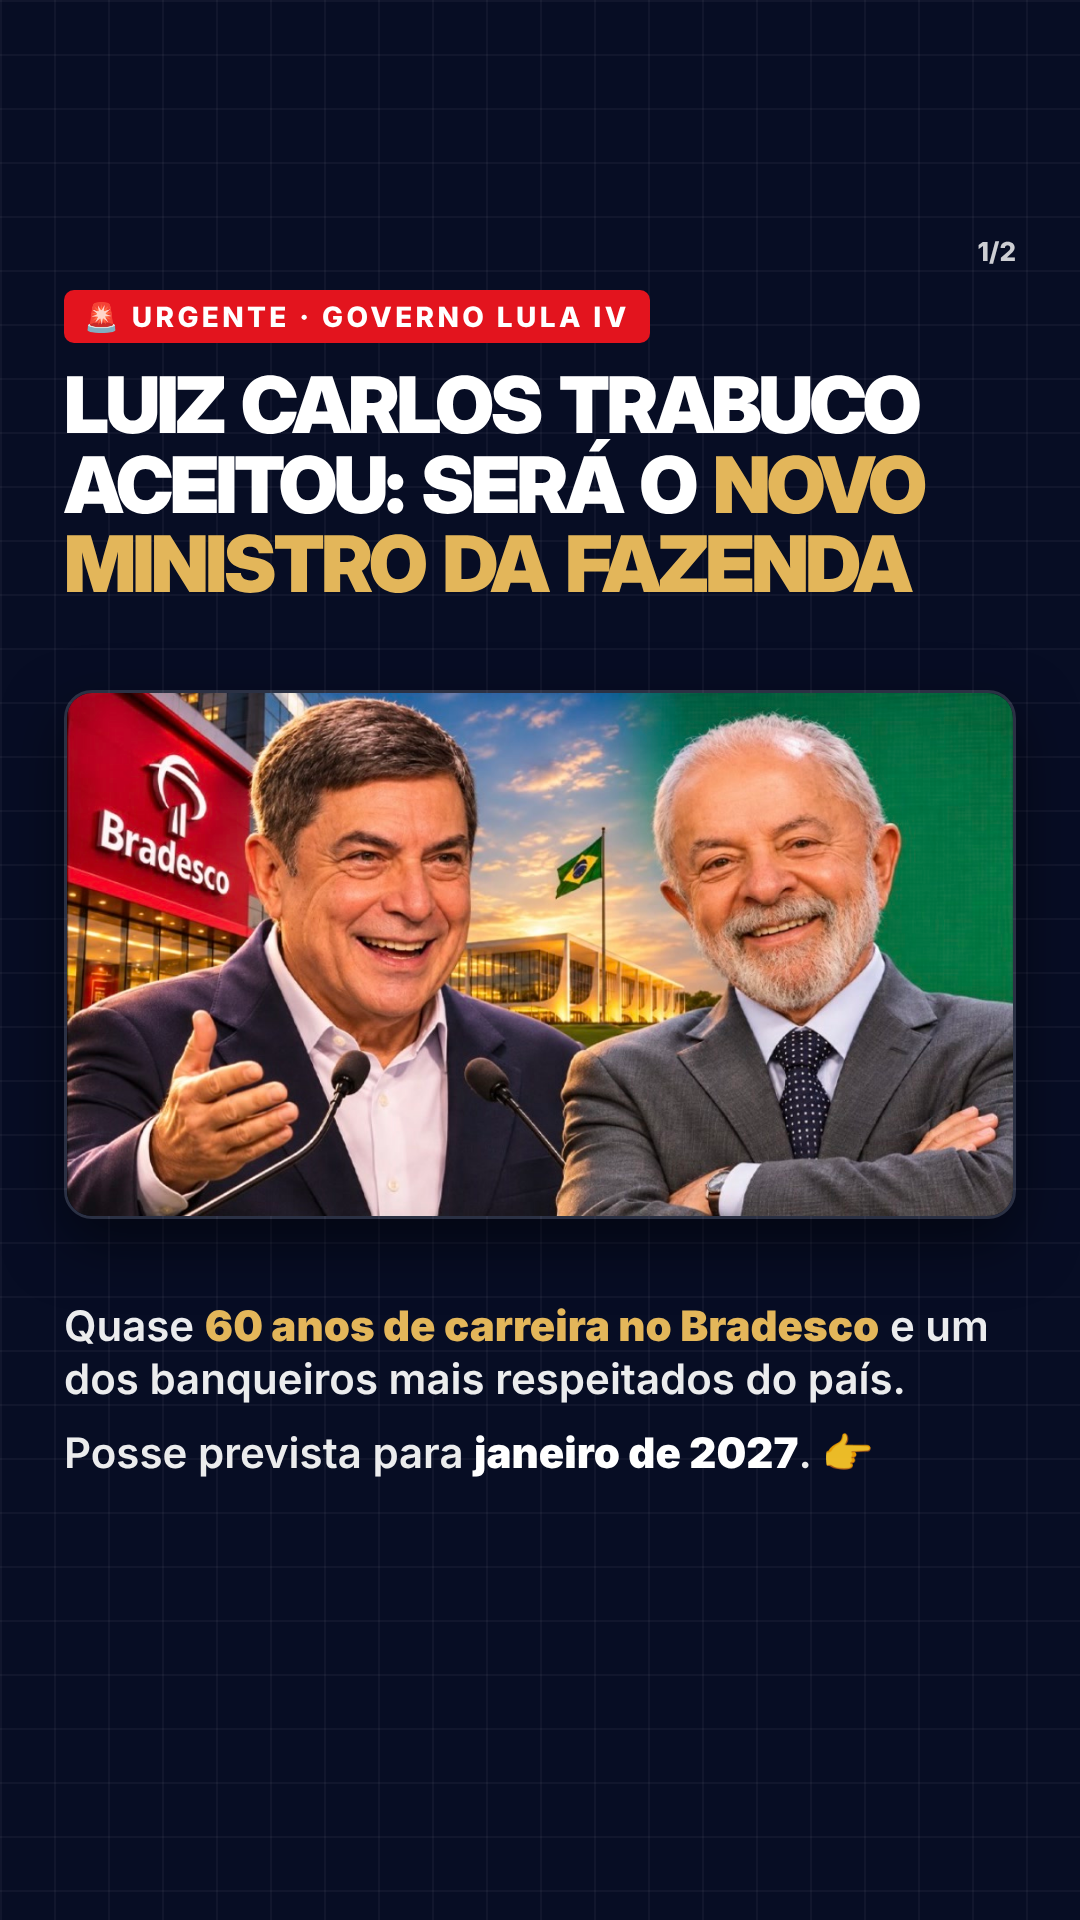 1/2
🚨 URGENTE · GOVERNO LULA IV
LUIZ CARLOS TRABUCO
ACEITOU: SERÁ O NOVO
MINISTRO DA FAZENDA
Bradesco
Quase 60 anos de carreira no Bradesco e um
dos banqueiros mais respeitados do país.
Posse prevista para janeiro de 2027. 👉